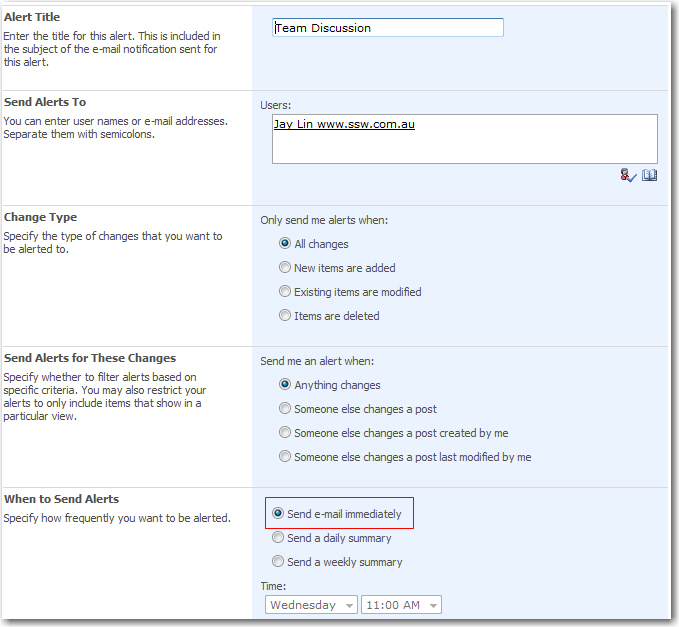 Alert Title
Enter the title for this alert. This is included in
the subject of the e-mail notification sent for
this alert.
Team Discussion
Send Alerts To
You can enter user names or e-mail addresses.
Separate them with semicolons.
Users:
Jay Lin www.ssw.com.au
Change Type
Specify the type of changes that you want to
be alerted to.
Only send me alerts when:
All changes
New items are added
Existing items are modified
Items are deleted
Send Alerts for These Changes
Specify whether to filter alerts based on
specific criteria. You may also restrict your
alerts to only include items that show in a
particular view.
Send me an alert when:
Anything changes
Someone else changes a post
Someone else changes a post created by me
Someone else changes a post last modified by me
When to Send Alerts
Specify how frequently you want to be alerted.
Send e-mail immediately
Send a daily summary
Send a weekly summary
Time:
Wednesday 11:00 AM